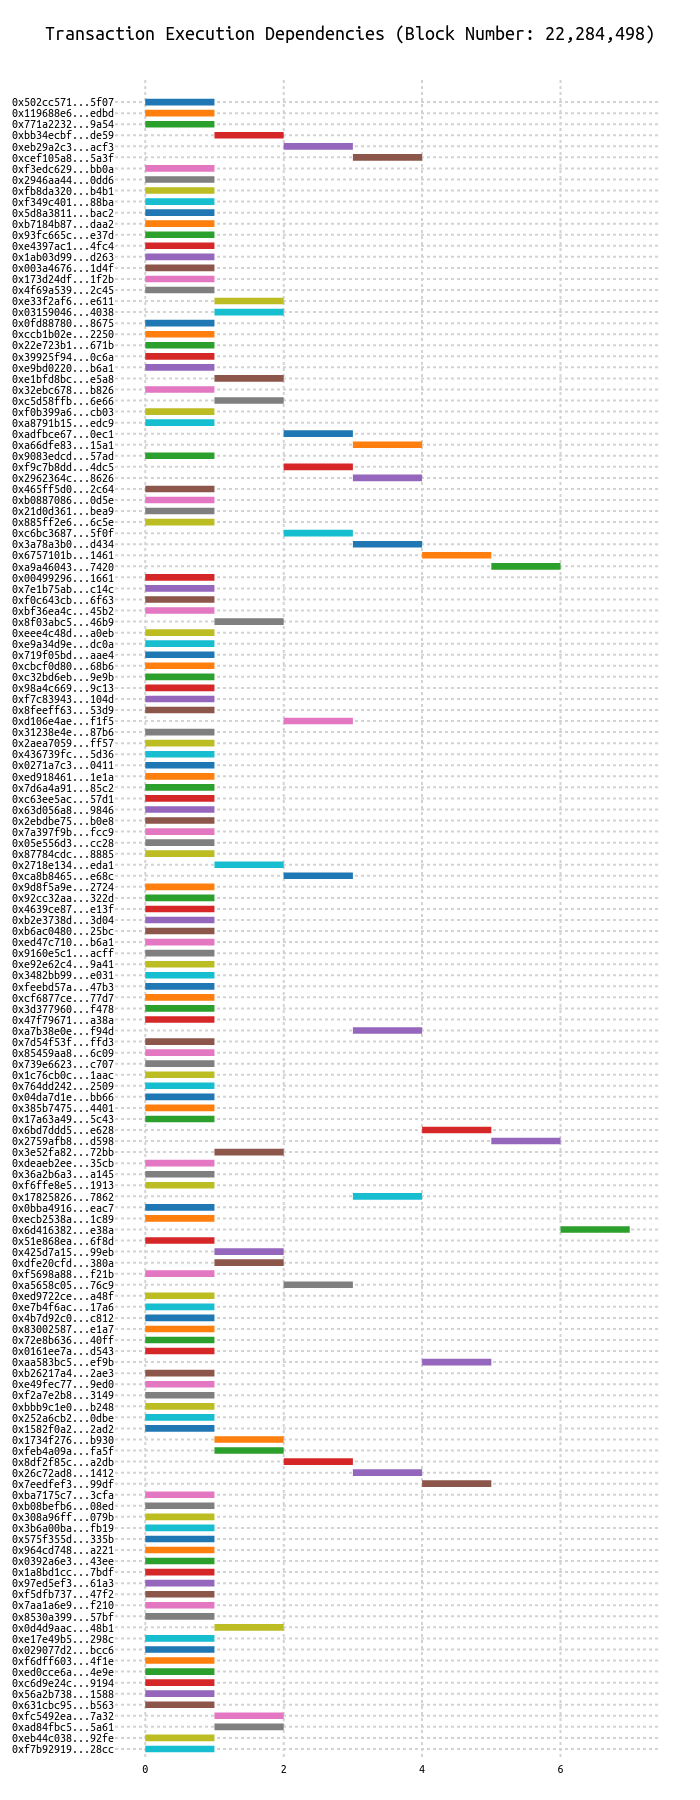 Transaction Execution Dependencies (Block Number: 22,284,498)
0x502cc571...5f07
0x119688e6...edbd
0x771a2232...9a54
0xbb34ecbf...de59
0xeb29a2c3...acf3
0xcef105a8...5a3f
0xf3edc629...bb0a
0x2946aa44...0dd6
0xfb8da320...b4b1
0xf349c401...88ba
0x5d8a3811...bac2
0xb7184b87...daa2
0x93fc665c...e37d
0xe4397ac1...4fc4
0x1ab03d99...d263
0x003a4676...1d4f
0x173d24df...1f2b
0x4f69a539...2c45
0xe33f2af6...e611
0x03159046...4038
0x0fd88780...8675
0xccb1b02e...2250
0x22e723b1...671b
0x39925f94...0c6a
0xe9bd0220...b6a1
0xe1bfd8bc...e5a8
0x32ebc678...b826
0xc5d58ffb...6e66
0xf0b399a6...cb03
0xa8791b15...edc9
0xadfbce67...0ec1
0xa66dfe83...15a1
0x9083edcd...57ad
0xf9c7b8dd...4dc5
0x2962364c...8626
0x465ff5d0...2c64
0xb0887086...0d5e
0x21d0d361...bea9
0x885ff2e6...6c5e
0xc6bc3687...5f0f
0x3a78a3b0...d434
0x6757101b...1461
0xa9a46043...7420
0x00499296...1661
0x7e1b75ab...c14c
0xf0c643cb...6f63
0xbf36ea4c...45b2
0x8f03abc5...46b9
0xeee4c48d...a0eb
0xe9a34d9e...dc0a
0x719f05bd...aae4
0xcbcf0d80...68b6
0xc32bd6eb...9e9b
0x98a4c669...9c13
0xf7c83943...104d
0x8feeff63...53d9
0xd106e4ae...f1f5
0x31238e4e...87b6
0x2aea7059...ff57
0x436739fc...5d36
0x0271a7c3...0411
0xed918461...1e1a
0x7d6a4a91...85c2
0xc63ee5ac...57d1
0x63d056a8...9846
0x2ebdbe75...b0e8
0x7a397f9b...fcc9
0x05e556d3...cc28
0x87784cdc...8885
0x2718e134...eda1
0xca8b8465...e68c
0x9d8f5a9e...2724
0x92cc32aa...322d
0x4639ce87...e13f
0xb2e3738d...3d04
0xb6ac0480...25bc
0xed47c710...b6a1
0x9160e5c1...acff
0xe92e62c4...9a41
0x3482bb99...e031
0xfeebd57a...47b3
0xcf6877ce...77d7
0x3d377960...f478
0x47f79671...a38a
0xa7b38e0e...f94d
0x7d54f53f...ffd3
0x85459aa8...6c09
0x739e6623...c707
0x1c76cb0c...1aac
0x764dd242...2509
0x04da7d1e...bb66
0x385b7475...4401
0x17a63a49...5c43
0x6bd7ddd5...e628
0x2759afb8...d598
0x3e52fa82...72bb
0xdeaeb2ee...35cb
0x36a2b6a3...a145
0xf6ffe8e5...1913
0x17825826...7862
0x0bba4916...eac7
0xecb2538a...1c89
0x6d416382...e38a
0x51e868ea...6f8d
0x425d7a15...99eb
0xdfe20cfd...380a
0xf5698a88...f21b
0xa5658c05...76c9
0xed9722ce...a48f
0xe7b4f6ac...17a6
0x4b7d92c0...c812
0x83002587...e1a7
0x72e8b636...40ff
0x0161ee7a...d543
0xaa583bc5...ef9b
0xb26217a4...2ae3
0xe49fec77...9ed0
0xf2a7e2b8...3149
0xbbb9c1e0...b248
0x252a6cb2...0dbe
0x1582f0a2...2ad2
0x1734f276...b930
0xfeb4a09a...fa5f
0x8df2f85c...a2db
0x26c72ad8...1412
0x7eedfef3...99df
0xba7175c7...3cfa
0xb08befb6...08ed
0x308a96ff...079b
0x3b6a00ba...fb19
0x575f355d...335b
0x964cd748...a221
0x0392a6e3...43ee
0x1a8bd1cc...7bdf
0x97ed5ef3...61a3
0xf5dfb737...47f2
0x7aa1a6e9...f210
0x8530a399...57bf
0x0d4d9aac...48b1
0xe17e49b5...298c
0x029077d2...bcc6
0xf6dff603...4f1e
0xed0cce6a...4e9e
0xc6d9e24c...9194
0x56a2b738...1588
0x631cbc95...b563
0xfc5492ea...7a32
0xad84fbc5...5a61
0xeb44c038...92fe
0xf7b92919...28cc
0 2 4 6